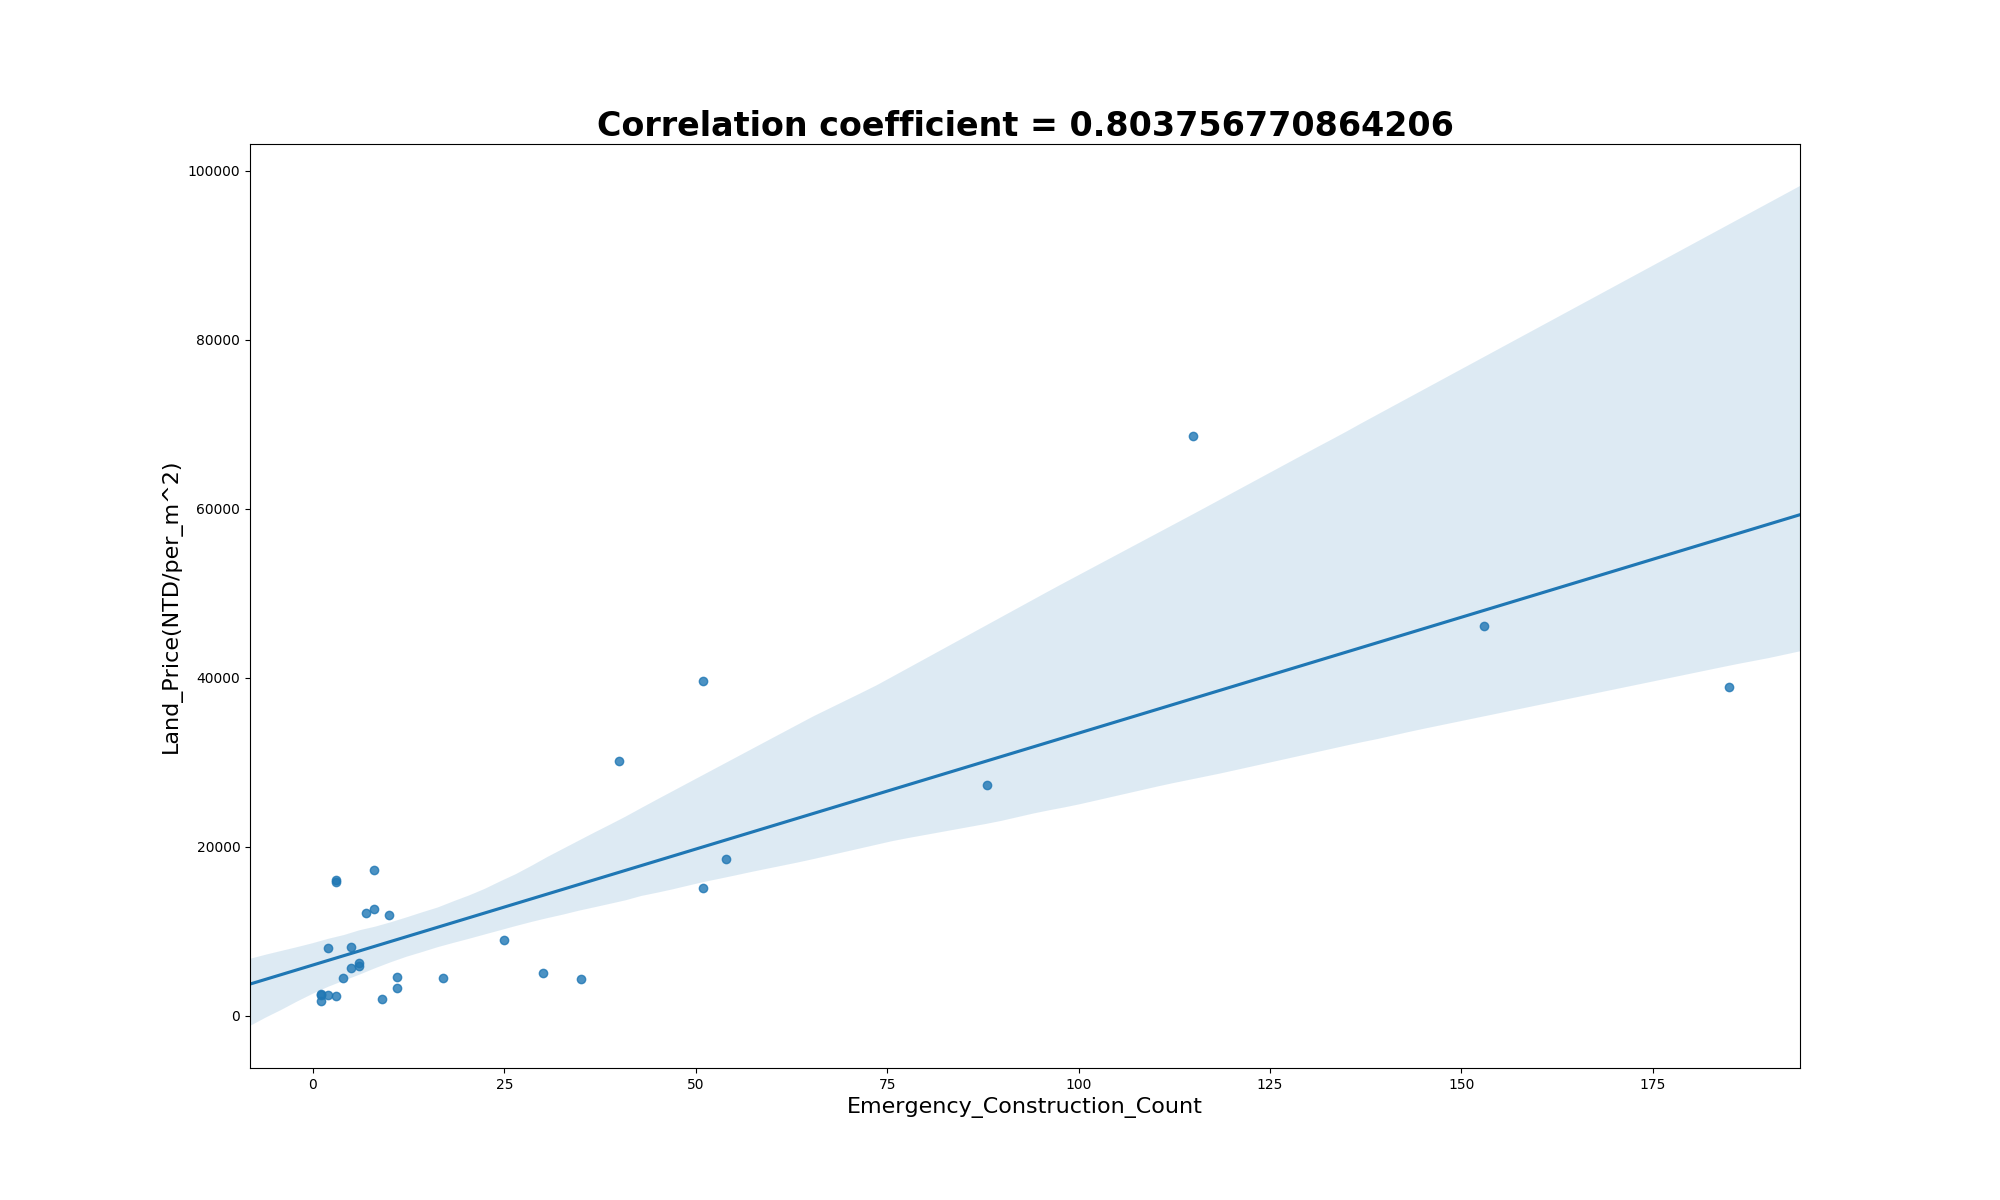 Correlation coefficient = 0.803756770864206
Land_Price(NTD/per_m^2)
100000
80000
60000
40000
20000
0
0 25 50 75 100 125 150 175
Emergency_Construction_Count